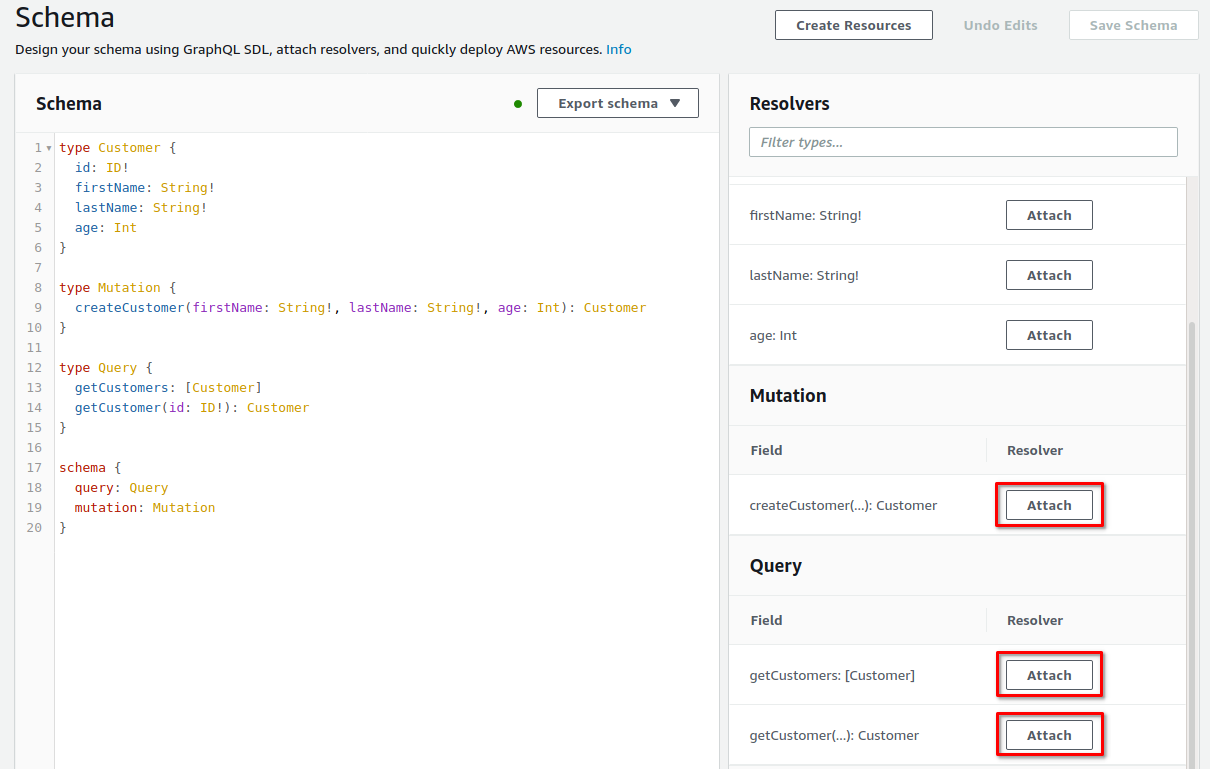 Schema
Create Resources
Undo Edits
Save Schema
Design your schema using GraphQL SDL, attach resolvers, and quickly deploy AWS resources. Info
Schema
Export schema
1 type Customer {
2 id: ID!
3 firstName: String!
4 lastName: String!
5 age: Int
6 }
7
8 type Mutation {
9 createCustomer(firstName: String!, lastName: String!, age: Int): Customer
10 }
11
12 type Query {
13 getCustomers: [Customer]
14 getCustomer(id: ID!): Customer
15 }
16
17 schema {
18 query: Query
19 mutation: Mutation
20 }
Resolvers
Filter types...
firstName: String! Attach
lastName: String! Attach
age: Int Attach
Mutation
Field Resolver
createCustomer(...): Customer Attach
Query
Field Resolver
getCustomers: [Customer] Attach
getCustomer(...): Customer Attach